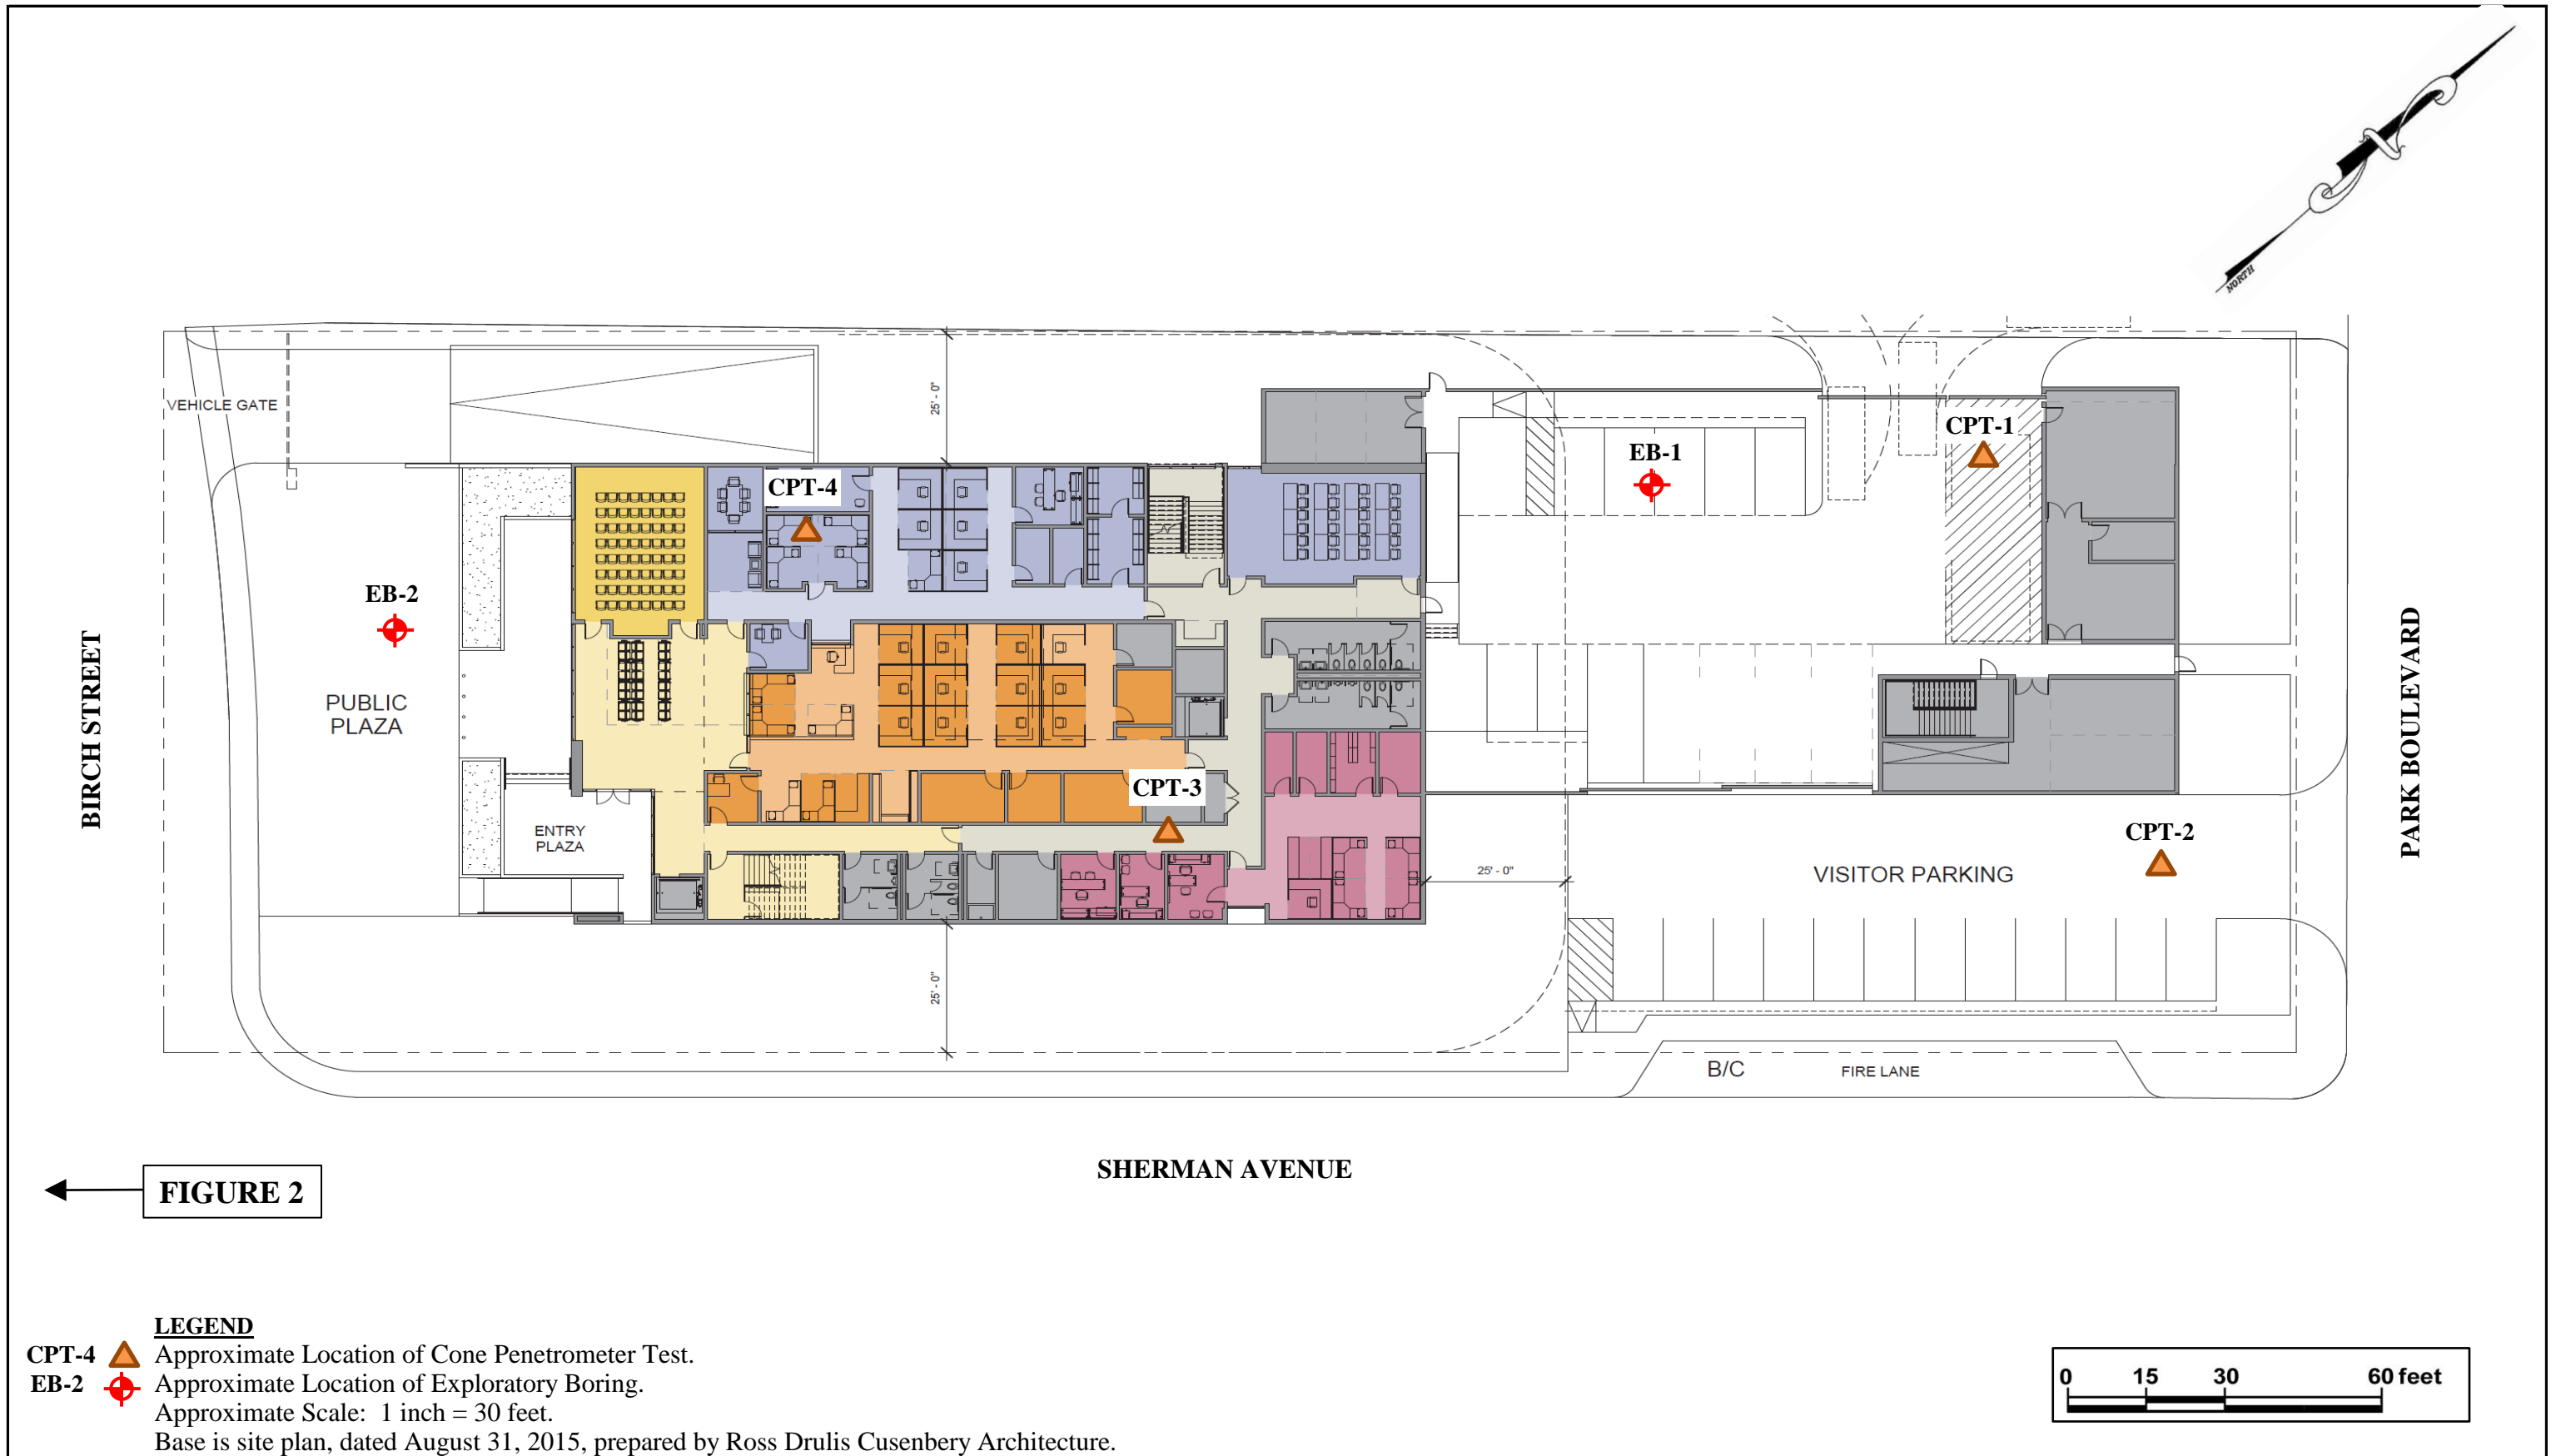 NORTH
25' - 0"
VEHICLE GATE
CPT-1
EB-1
CPT-4
EB-2
BIRCH STREET
PUBLIC
PLAZA
PARK BOULEVARD
CPT-3
ENTRY
PLAZA
CPT-2
25' - 0"
VISITOR PARKING
25' - 0"
B/C
FIRE LANE
SHERMAN AVENUE
FIGURE 2
LEGEND
CPT-4 Approximate Location of Cone Penetrometer Test.
EB-2 Approximate Location of Exploratory Boring.
Approximate Scale: 1 inch = 30 feet.
Base is site plan, dated August 31, 2015, prepared by Ross Drulis Cusenbery Architecture.
0 15 30 60 feet